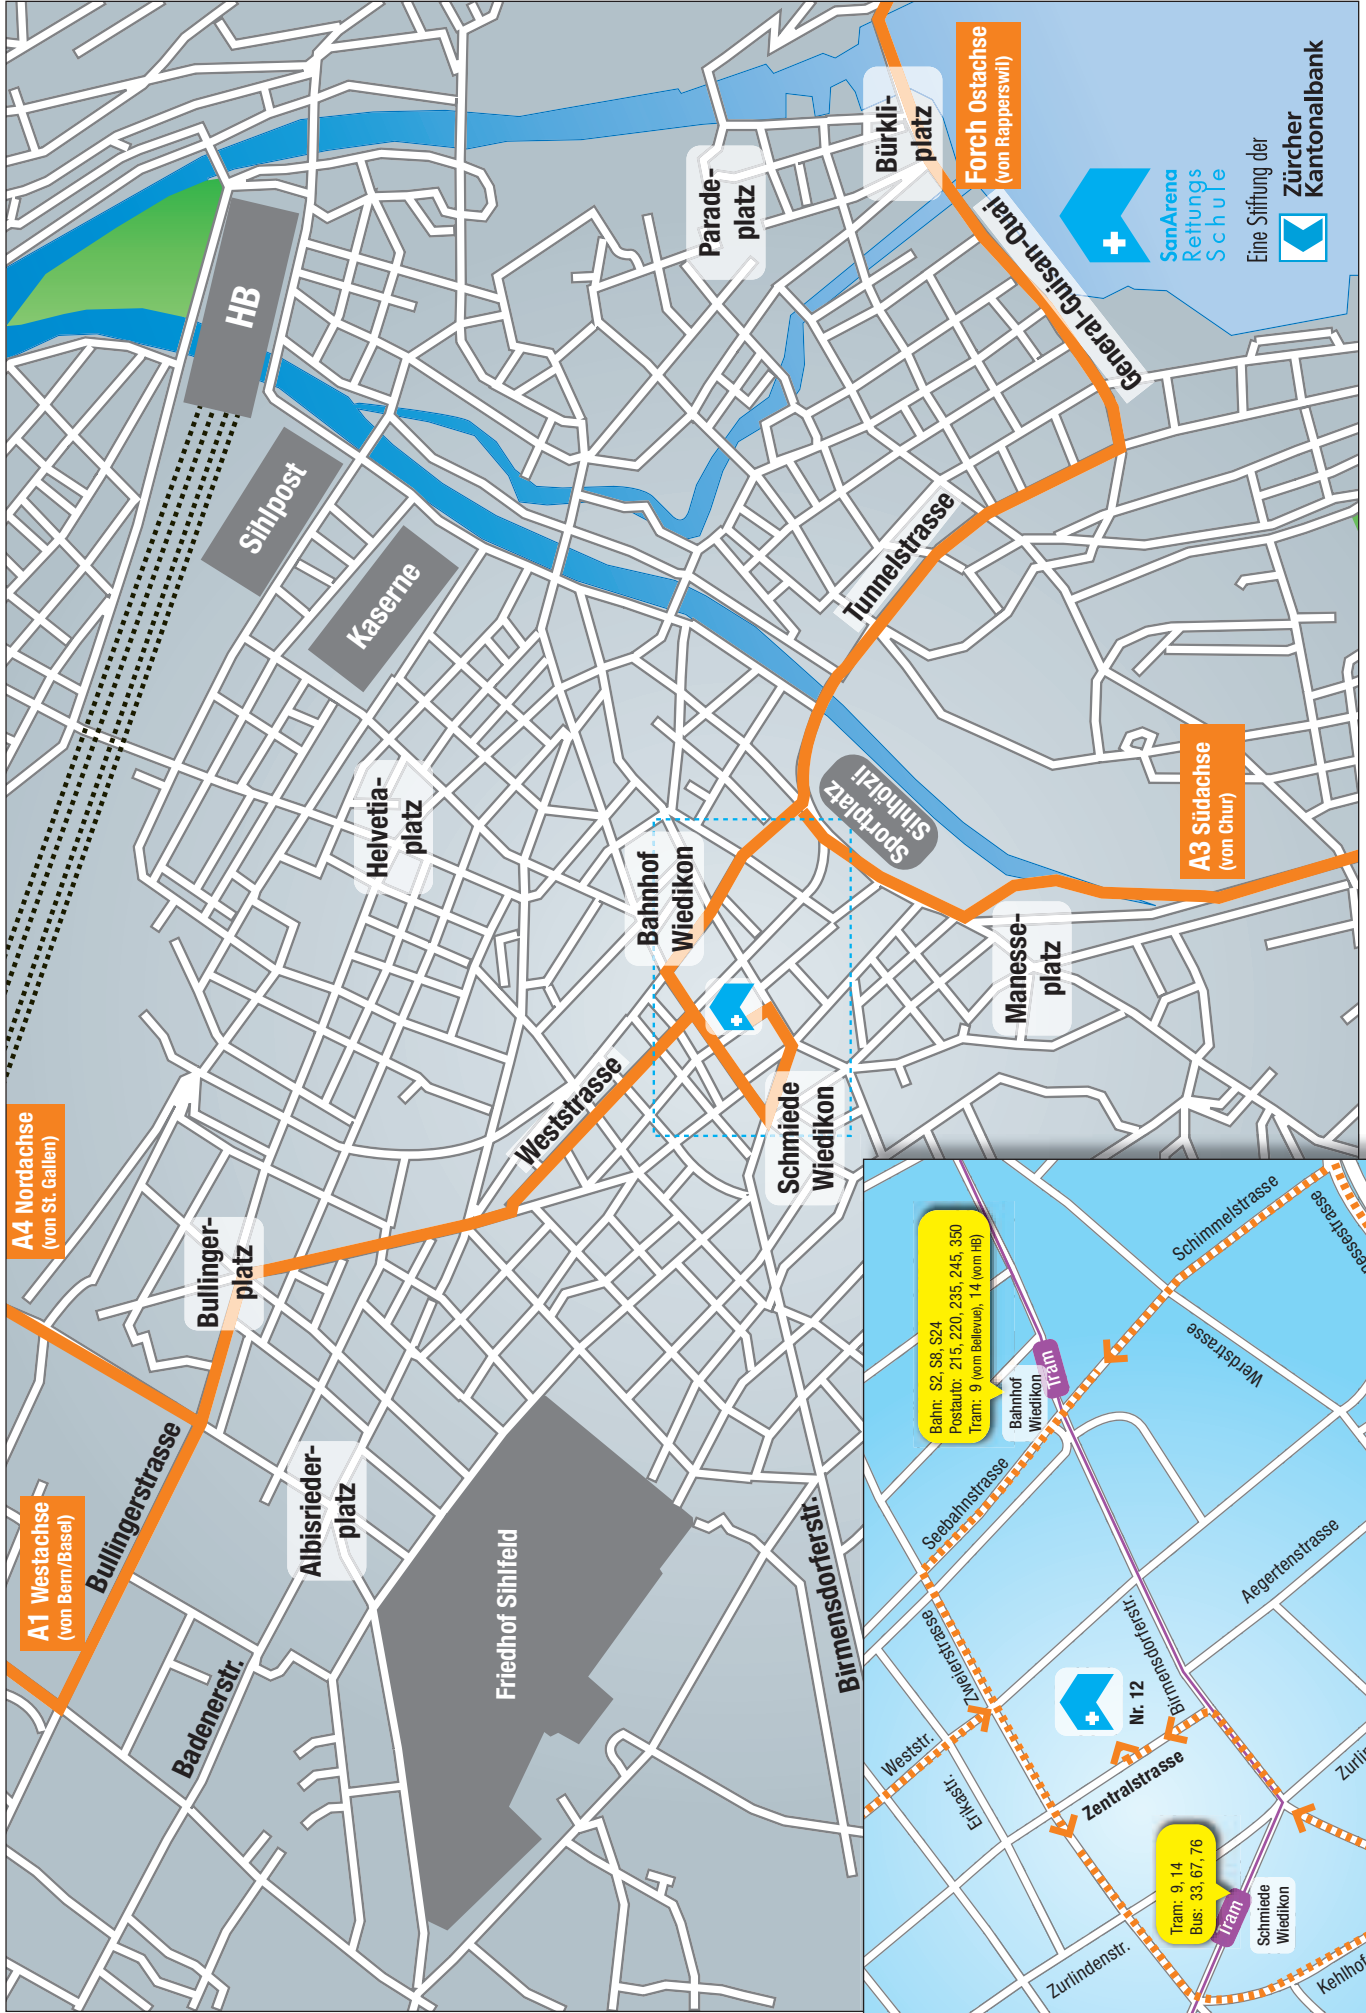 A1 Westachse
(von Bern/Basel)
A4 Nordachse
(von St. Gallen)
Bullingerstrasse
Bullinger-
platz
Badenerstr.
Albisrieder-
platz
Friedhof Sihlfeld
Birmensdorferstr.
Weststrasse
Helvetia-
platz
Kaserne
Sihlpost
HB
Bahnhof
Wiedikon
Schmiede
Wiedikon
Sportplatz
Sihlhölzli
Manesse-
platz
A3 Südachse
(von Chur)
Tunnelstrasse
General-Guisan-Quai
Parade-
platz
Bürkli-
platz
Forch Ostachse
(von Rapperswil)
SanArena
Rettungs
Schule
Eine Stiftung der
Zürcher
Kantonalbank
Bahn: S2, S8, S24
Postauto: 215, 220, 235, 245, 350
Tram: 9 (vom Bellevue), 14 (vom HB)
Bahnhof
Wiedikon
Tram
Schimmelstrasse
Werdstrasse
Seebahnstrasse
Zweierstrasse
Weststr.
Erikastr.
Birmensdorferstr.
Aegertenstrasse
Nr. 12
Zentralstrasse
Tram: 9, 14
Bus: 33, 67, 76
Tram
Schmiede
Wiedikon
Zurlindenstr.
Zurlin
Kehlhof
essestrasse